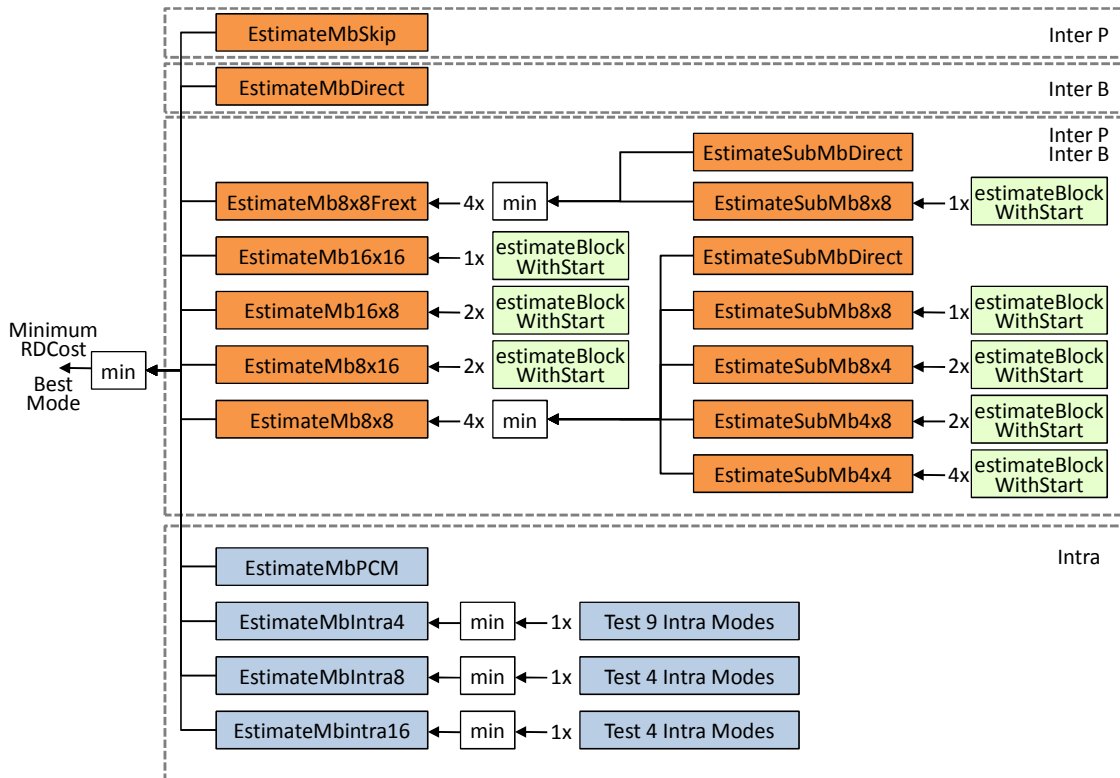 EstimateMbSkip
Inter P
EstimateMbDirect
Inter B
Inter P
Inter B
EstimateSubMbDirect
EstimateMb8x8Frext
4x
min
EstimateSubMb8x8
1x
estimateBlock
WithStart
EstimateMb16x16
1x
estimateBlock
WithStart
EstimateSubMbDirect
EstimateMb16x8
2x
estimateBlock
WithStart
EstimateSubMb8x8
1x
estimateBlock
WithStart
Minimum
RDCost
min
Best
Mode
EstimateMb8x16
2x
estimateBlock
WithStart
EstimateSubMb8x4
2x
estimateBlock
WithStart
EstimateMb8x8
4x
min
EstimateSubMb4x8
2x
estimateBlock
WithStart
EstimateSubMb4x4
4x
estimateBlock
WithStart
Intra
EstimateMbPCM
EstimateMbIntra4
min
1x
Test 9 Intra Modes
EstimateMbIntra8
min
1x
Test 4 Intra Modes
EstimateMbintra16
min
1x
Test 4 Intra Modes